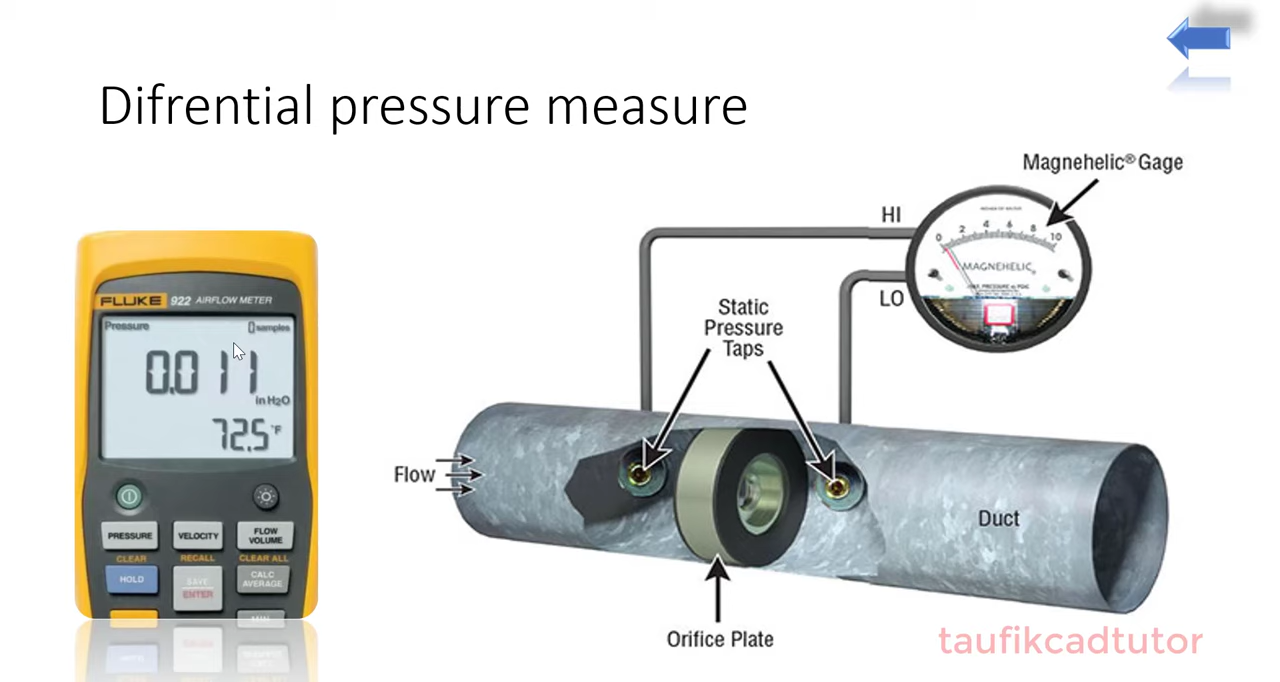 Difrential pressure measure
Magnehelic® Gage
HI
LO
0 2 4 6 8 10
MAGNEHELIC®
MAX. PRESSURE
Static
Pressure
Taps
Flow
Duct
Orifice Plate
FLUKE 922 AIRFLOW METER
Pressure
0 samples
0.011
in H2O
72.5 °F
PRESSURE VELOCITY FLOW VOLUME
CLEAR RECALL CLEAR ALL
HOLD SAVE ENTER CALC AVERAGE
taufikcadtutor